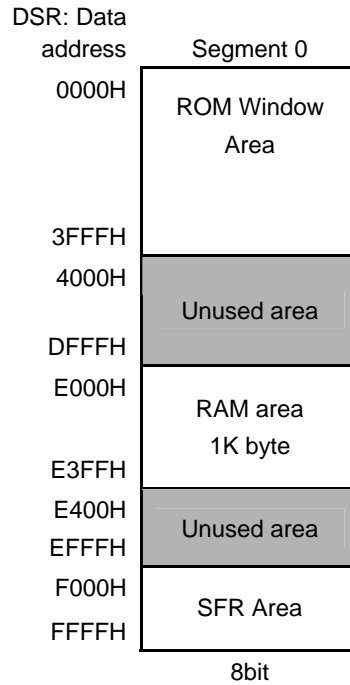 DSR: Data
address Segment 0
0000H
ROM Window
Area
3FFFH
4000H
Unused area
DFFFH
E000H
RAM area
1K byte
E3FFH
E400H
Unused area
EFFFH
F000H
SFR Area
FFFFH
8bit